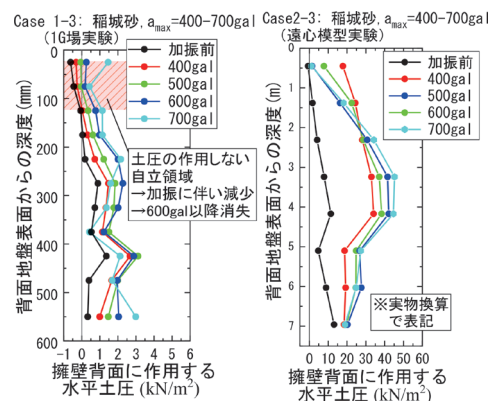 Case 1-3: 稲城砂, amax=400-700gal
(1G場実験)
Case2-3: 稲城砂, amax=400-700gal
(遠心模型実験)
背面地盤表面からの深度(mm)
0
100
200
300
400
500
600
加振前
400gal
500gal
600gal
700gal
土圧の作用しない
自立領域
→加振に伴い減少
→600gal以降消失
-1 0 1 2 3 4 5 6
擁壁背面に作用する
水平土圧 (kN/m2)
背面地盤表面からの深度(m)
0
1
2
3
4
5
6
7
加振前
400gal
600gal
500gal
700gal
※実物換算
で表記
0 10 20 30 40 50 60
擁壁背面に作用する
水平土圧 (kN/m2)